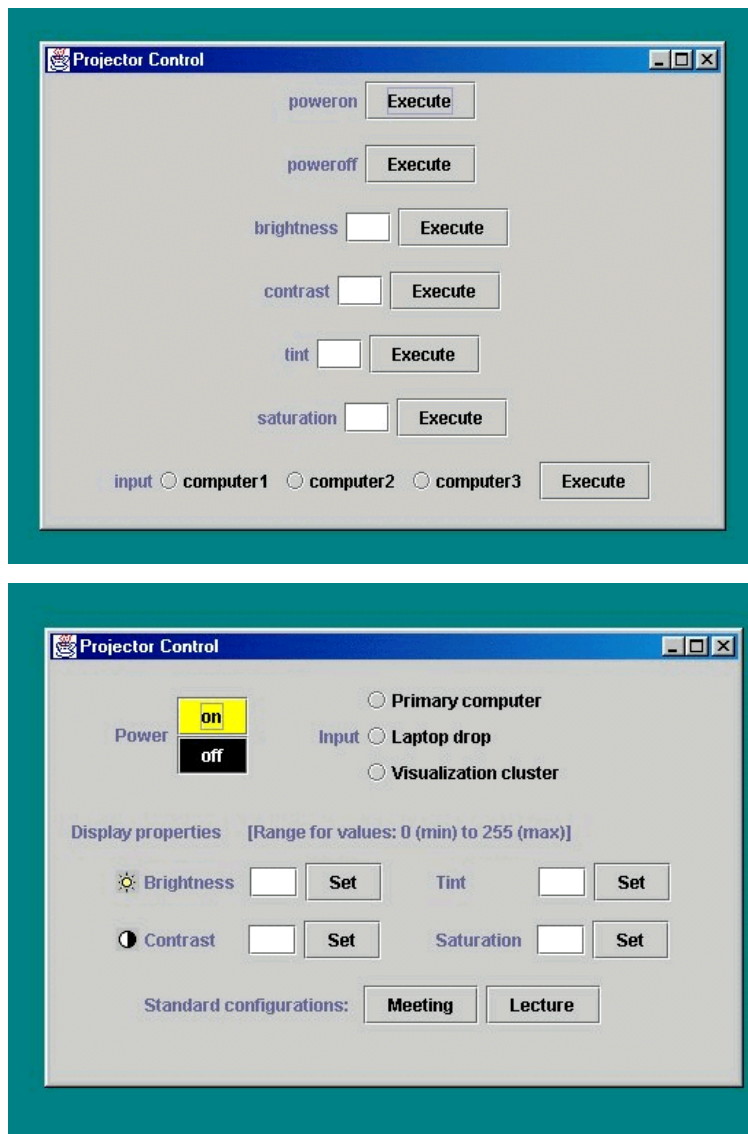 Projector Control
poweron Execute
poweroff Execute
brightness Execute
contrast Execute
tint Execute
saturation Execute
input computer1 computer2 computer3 Execute
Projector Control
Power on off
Input Primary computer
Laptop drop
Visualization cluster
Display properties [Range for values: 0 (min) to 255 (max)]
Brightness Set Tint Set
Contrast Set Saturation Set
Standard configurations: Meeting Lecture